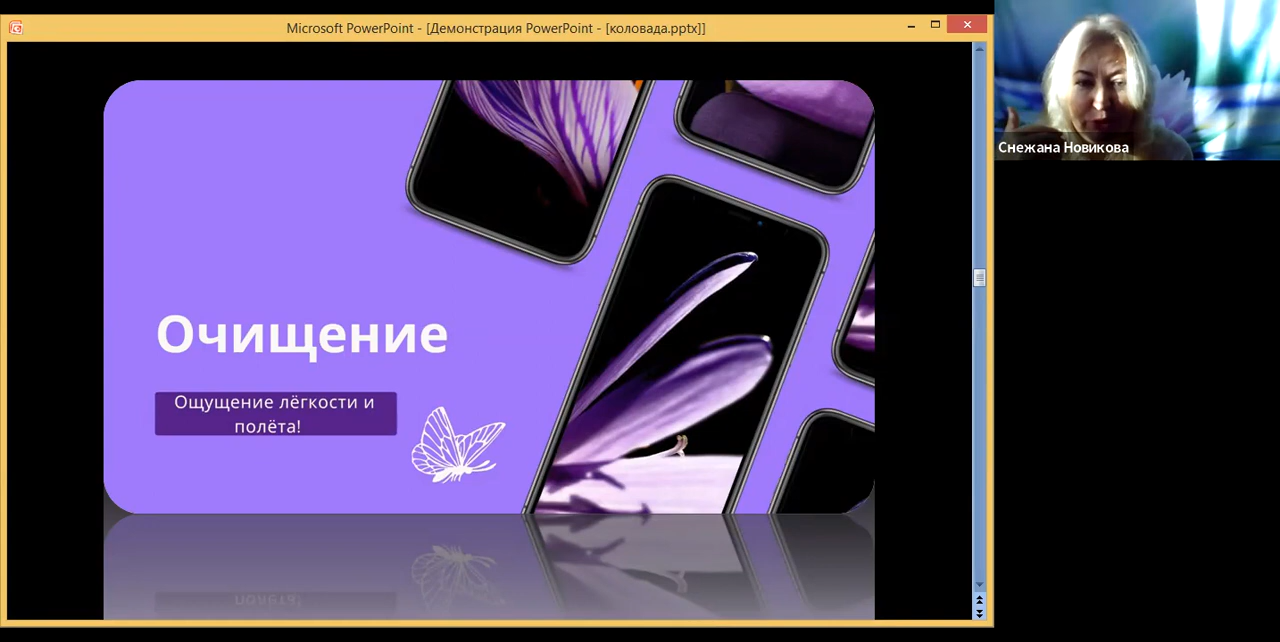 Microsoft PowerPoint - [Демонстрация PowerPoint - [коловада.pptx]]
Снежана Новикова
Очищение
Ощущение лёгкости и
полёта!